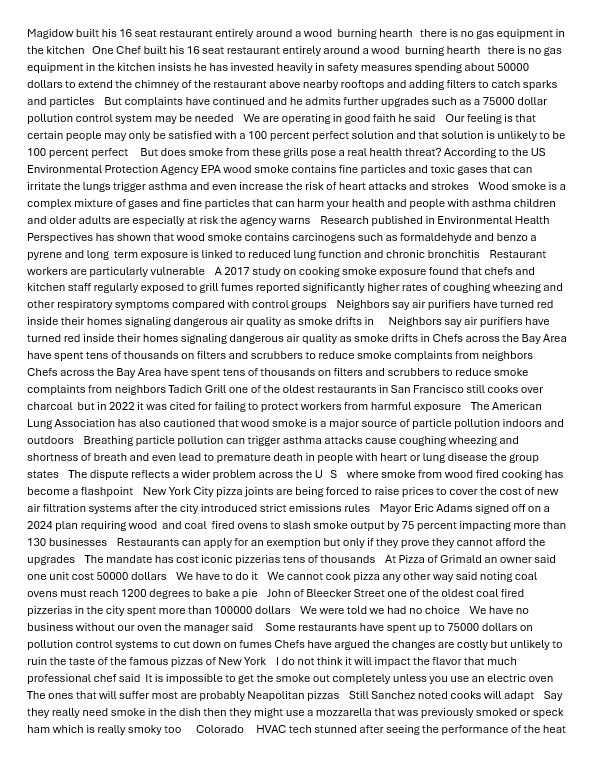 Magidow built his 16 seat restaurant entirely around a wood  burning hearth   there is no gas equipment in
the kitchen   One Chef built his 16 seat restaurant entirely around a wood  burning hearth   there is no gas
equipment in the kitchen insists he has invested heavily in safety measures spending about 50000
dollars to extend the chimney of the restaurant above nearby rooftops and adding filters to catch sparks
and particles    But complaints have continued and he admits further upgrades such as a 75000 dollar
pollution control system may be needed    We are operating in good faith he said    Our feeling is that
certain people may only be satisfied with a 100 percent perfect solution and that solution is unlikely to be
100 percent perfect     But does smoke from these grills pose a real health threat? According to the US
Environmental Protection Agency EPA wood smoke contains fine particles and toxic gases that can
irritate the lungs trigger asthma and even increase the risk of heart attacks and strokes    Wood smoke is a
complex mixture of gases and fine particles that can harm your health and people with asthma children
and older adults are especially at risk the agency warns    Research published in Environmental Health
Perspectives has shown that wood smoke contains carcinogens such as formaldehyde and benzo a
pyrene and long  term exposure is linked to reduced lung function and chronic bronchitis    Restaurant
workers are particularly vulnerable    A 2017 study on cooking smoke exposure found that chefs and
kitchen staff regularly exposed to grill fumes reported significantly higher rates of coughing wheezing and
other respiratory symptoms compared with control groups    Neighbors say air purifiers have turned red
inside their homes signaling dangerous air quality as smoke drifts in      Neighbors say air purifiers have
turned red inside their homes signaling dangerous air quality as smoke drifts in Chefs across the Bay Area
have spent tens of thousands on filters and scrubbers to reduce smoke complaints from neighbors
Chefs across the Bay Area have spent tens of thousands on filters and scrubbers to reduce smoke
complaints from neighbors Tadich Grill one of the oldest restaurants in San Francisco still cooks over
charcoal  but in 2022 it was cited for failing to protect workers from harmful exposure    The American
Lung Association has also cautioned that wood smoke is a major source of particle pollution indoors and
outdoors    Breathing particle pollution can trigger asthma attacks cause coughing wheezing and
shortness of breath and even lead to premature death in people with heart or lung disease the group
states    The dispute reflects a wider problem across the U   S    where smoke from wood fired cooking has
become a flashpoint    New York City pizza joints are being forced to raise prices to cover the cost of new
air filtration systems after the city introduced strict emissions rules    Mayor Eric Adams signed off on a
2024 plan requiring wood  and coal  fired ovens to slash smoke output by 75 percent impacting more than
130 businesses    Restaurants can apply for an exemption but only if they prove they cannot afford the
upgrades    The mandate has cost iconic pizzerias tens of thousands    At Pizza of Grimald an owner said
one unit cost 50000 dollars    We have to do it    We cannot cook pizza any other way said noting coal
ovens must reach 1200 degrees to bake a pie    John of Bleecker Street one of the oldest coal fired
pizzerias in the city spent more than 100000 dollars    We were told we had no choice    We have no
business without our oven the manager said     Some restaurants have spent up to 75000 dollars on
pollution control systems to cut down on fumes Chefs have argued the changes are costly but unlikely to
ruin the taste of the famous pizzas of New York    I do not think it will impact the flavor that much
professional chef said  It is impossible to get the smoke out completely unless you use an electric oven
The ones that will suffer most are probably Neapolitan pizzas    Still Sanchez noted cooks will adapt    Say
they really need smoke in the dish then they might use a mozzarella that was previously smoked or speck
ham which is really smoky too      Colorado     HVAC tech stunned after seeing the performance of the heat